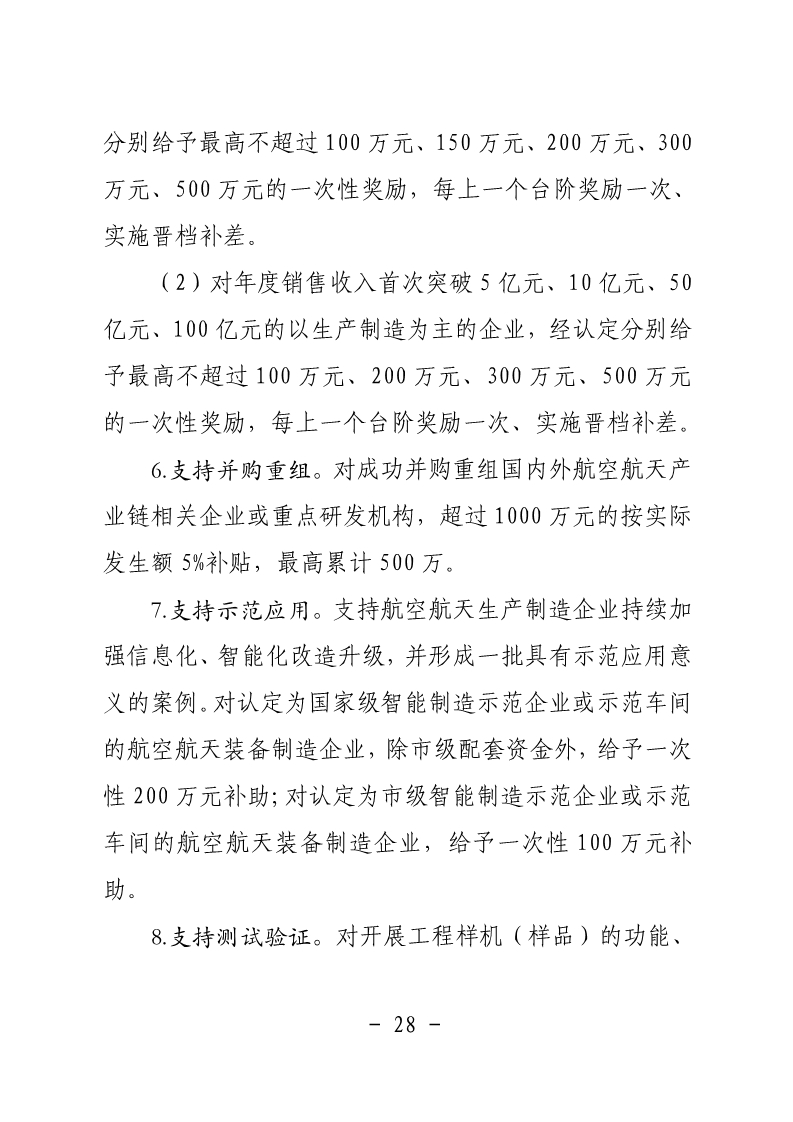 分别给予最高不超过 100 万元、150 万元、200 万元、300
万元、500 万元的一次性奖励，每上一个台阶奖励一次、
实施晋档补差。
（2）对年度销售收入首次突破 5 亿元、10 亿元、50
亿元、100 亿元的以生产制造为主的企业，经认定分别给
予最高不超过 100 万元、200 万元、300 万元、500 万元
的一次性奖励，每上一个台阶奖励一次、实施晋档补差。
6.支持并购重组。对成功并购重组国内外航空航天产
业链相关企业或重点研发机构，超过 1000 万元的按实际
发生额 5%补贴，最高累计 500 万。
7.支持示范应用。支持航空航天生产制造企业持续加
强信息化、智能化改造升级，并形成一批具有示范应用意
义的案例。对认定为国家级智能制造示范企业或示范车间
的航空航天装备制造企业，除市级配套资金外，给予一次
性 200 万元补助；对认定为市级智能制造示范企业或示范
车间的航空航天装备制造企业，给予一次性 100 万元补
助。
8.支持测试验证。对开展工程样机（样品）的功能、
- 28 -